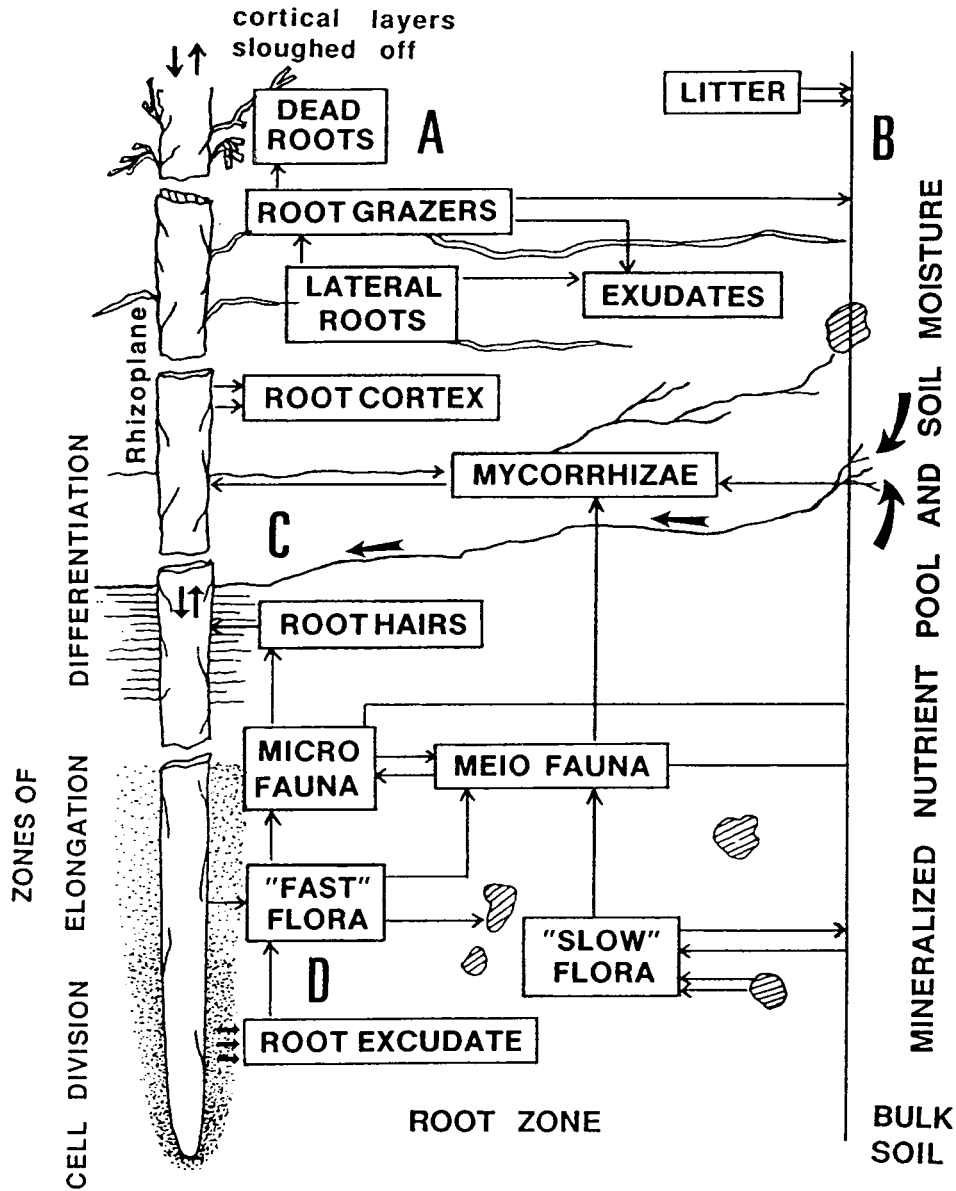 cortical layers
sloughed off
LITTER
DEAD
ROOTS
A
B
ROOT GRAZERS
LATERAL
ROOTS
EXUDATES
Rhizoplane
ROOT CORTEX
MYCORRHIZAE
C
ROOT HAIRS
MICRO
FAUNA
MEIO FAUNA
"FAST"
FLORA
"SLOW"
FLORA
D
ROOT EXCUDATE
ROOT ZONE
BULK
SOIL
ZONES OF
CELL DIVISION ELONGATION DIFFERENTIATION
MINERALIZED NUTRIENT POOL AND SOIL MOISTURE